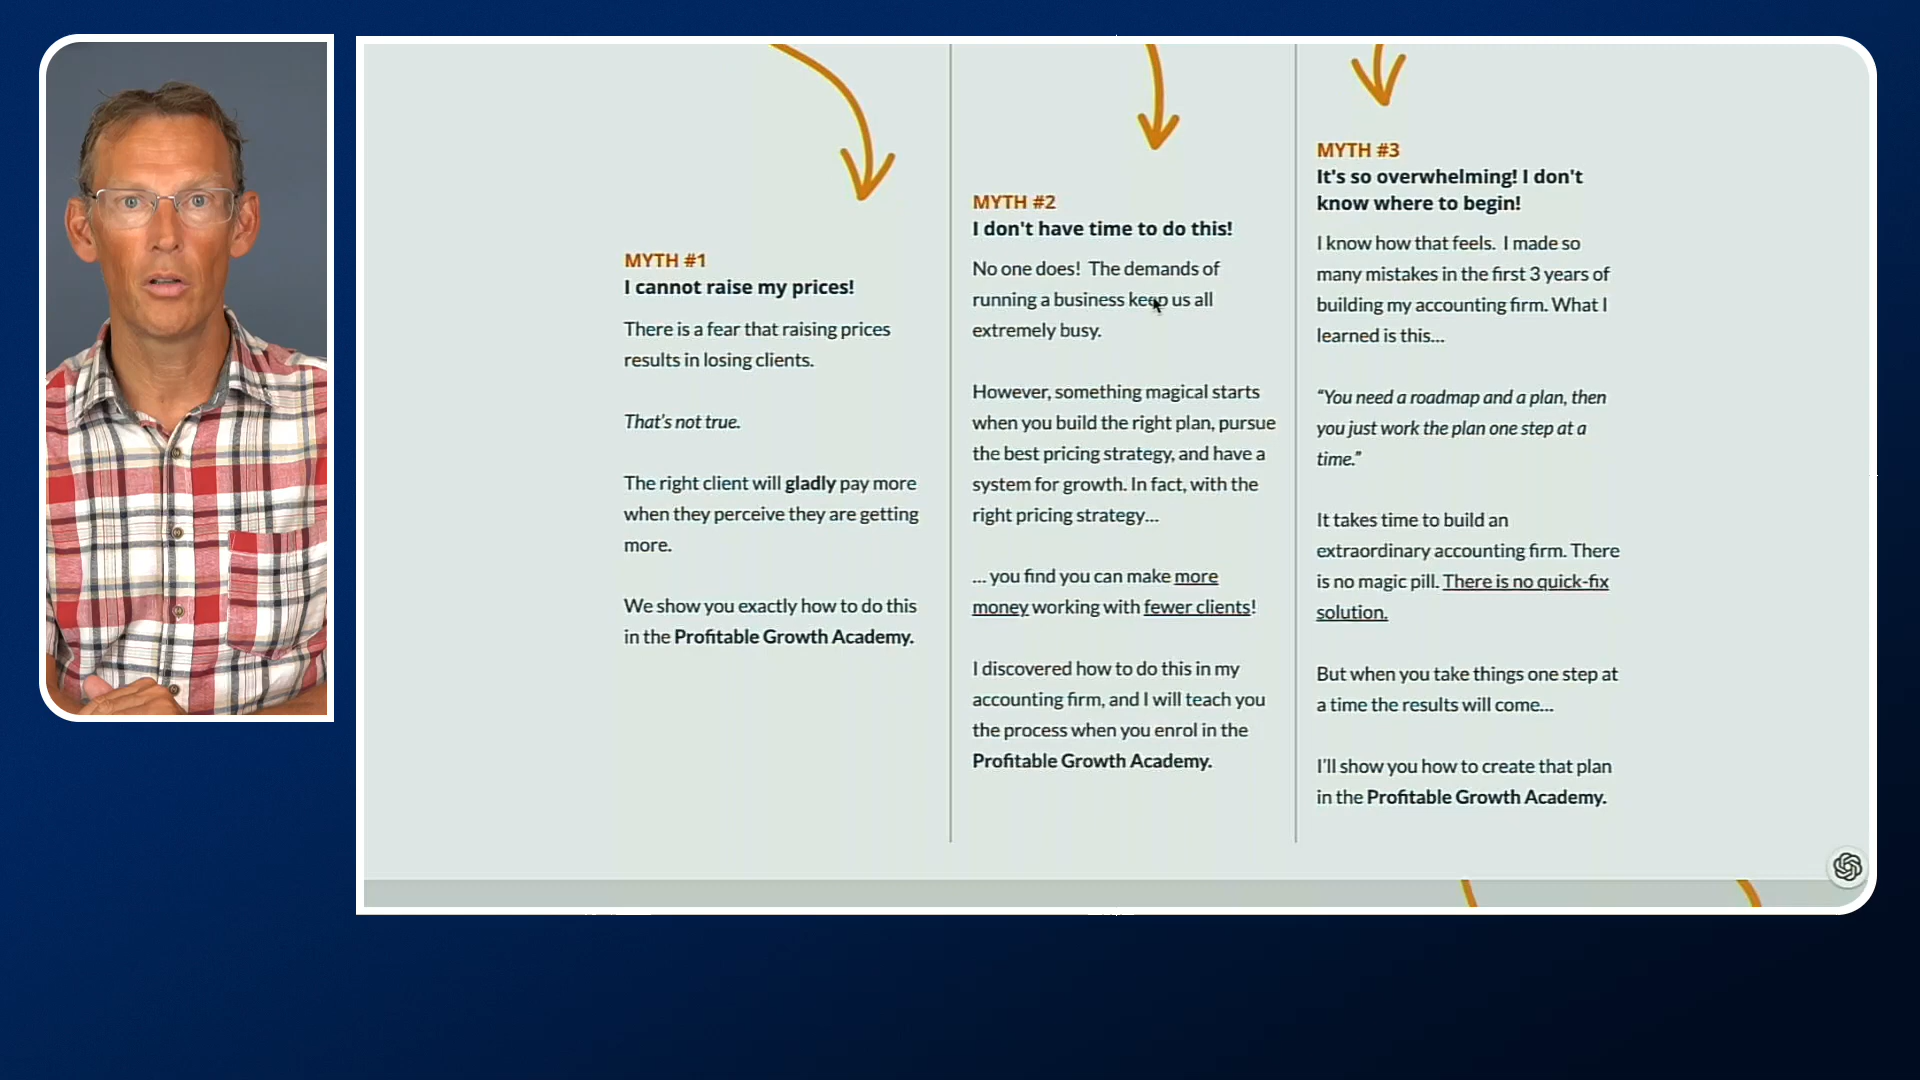 MYTH #1
I cannot raise my prices!
There is a fear that raising prices
results in losing clients.
That's not true.
The right client will gladly pay more
when they perceive they are getting
more.
We show you exactly how to do this
in the Profitable Growth Academy.
MYTH #2
I don't have time to do this!
No one does! The demands of
running a business keep us all
extremely busy.
However, something magical starts
when you build the right plan, pursue
the best pricing strategy, and have a
system for growth. In fact, with the
right pricing strategy...
... you find you can make more
money working with fewer clients!
I discovered how to do this in my
accounting firm, and I will teach you
the process when you enrol in the
Profitable Growth Academy.
MYTH #3
It's so overwhelming! I don't
know where to begin!
I know how that feels. I made so
many mistakes in the first 3 years of
building my accounting firm. What I
learned is this...
“You need a roadmap and a plan, then
you just work the plan one step at a
time.”
It takes time to build an
extraordinary accounting firm. There
is no magic pill. There is no quick-fix
solution.
But when you take things one step at
a time the results will come...
I'll show you how to create that plan
in the Profitable Growth Academy.